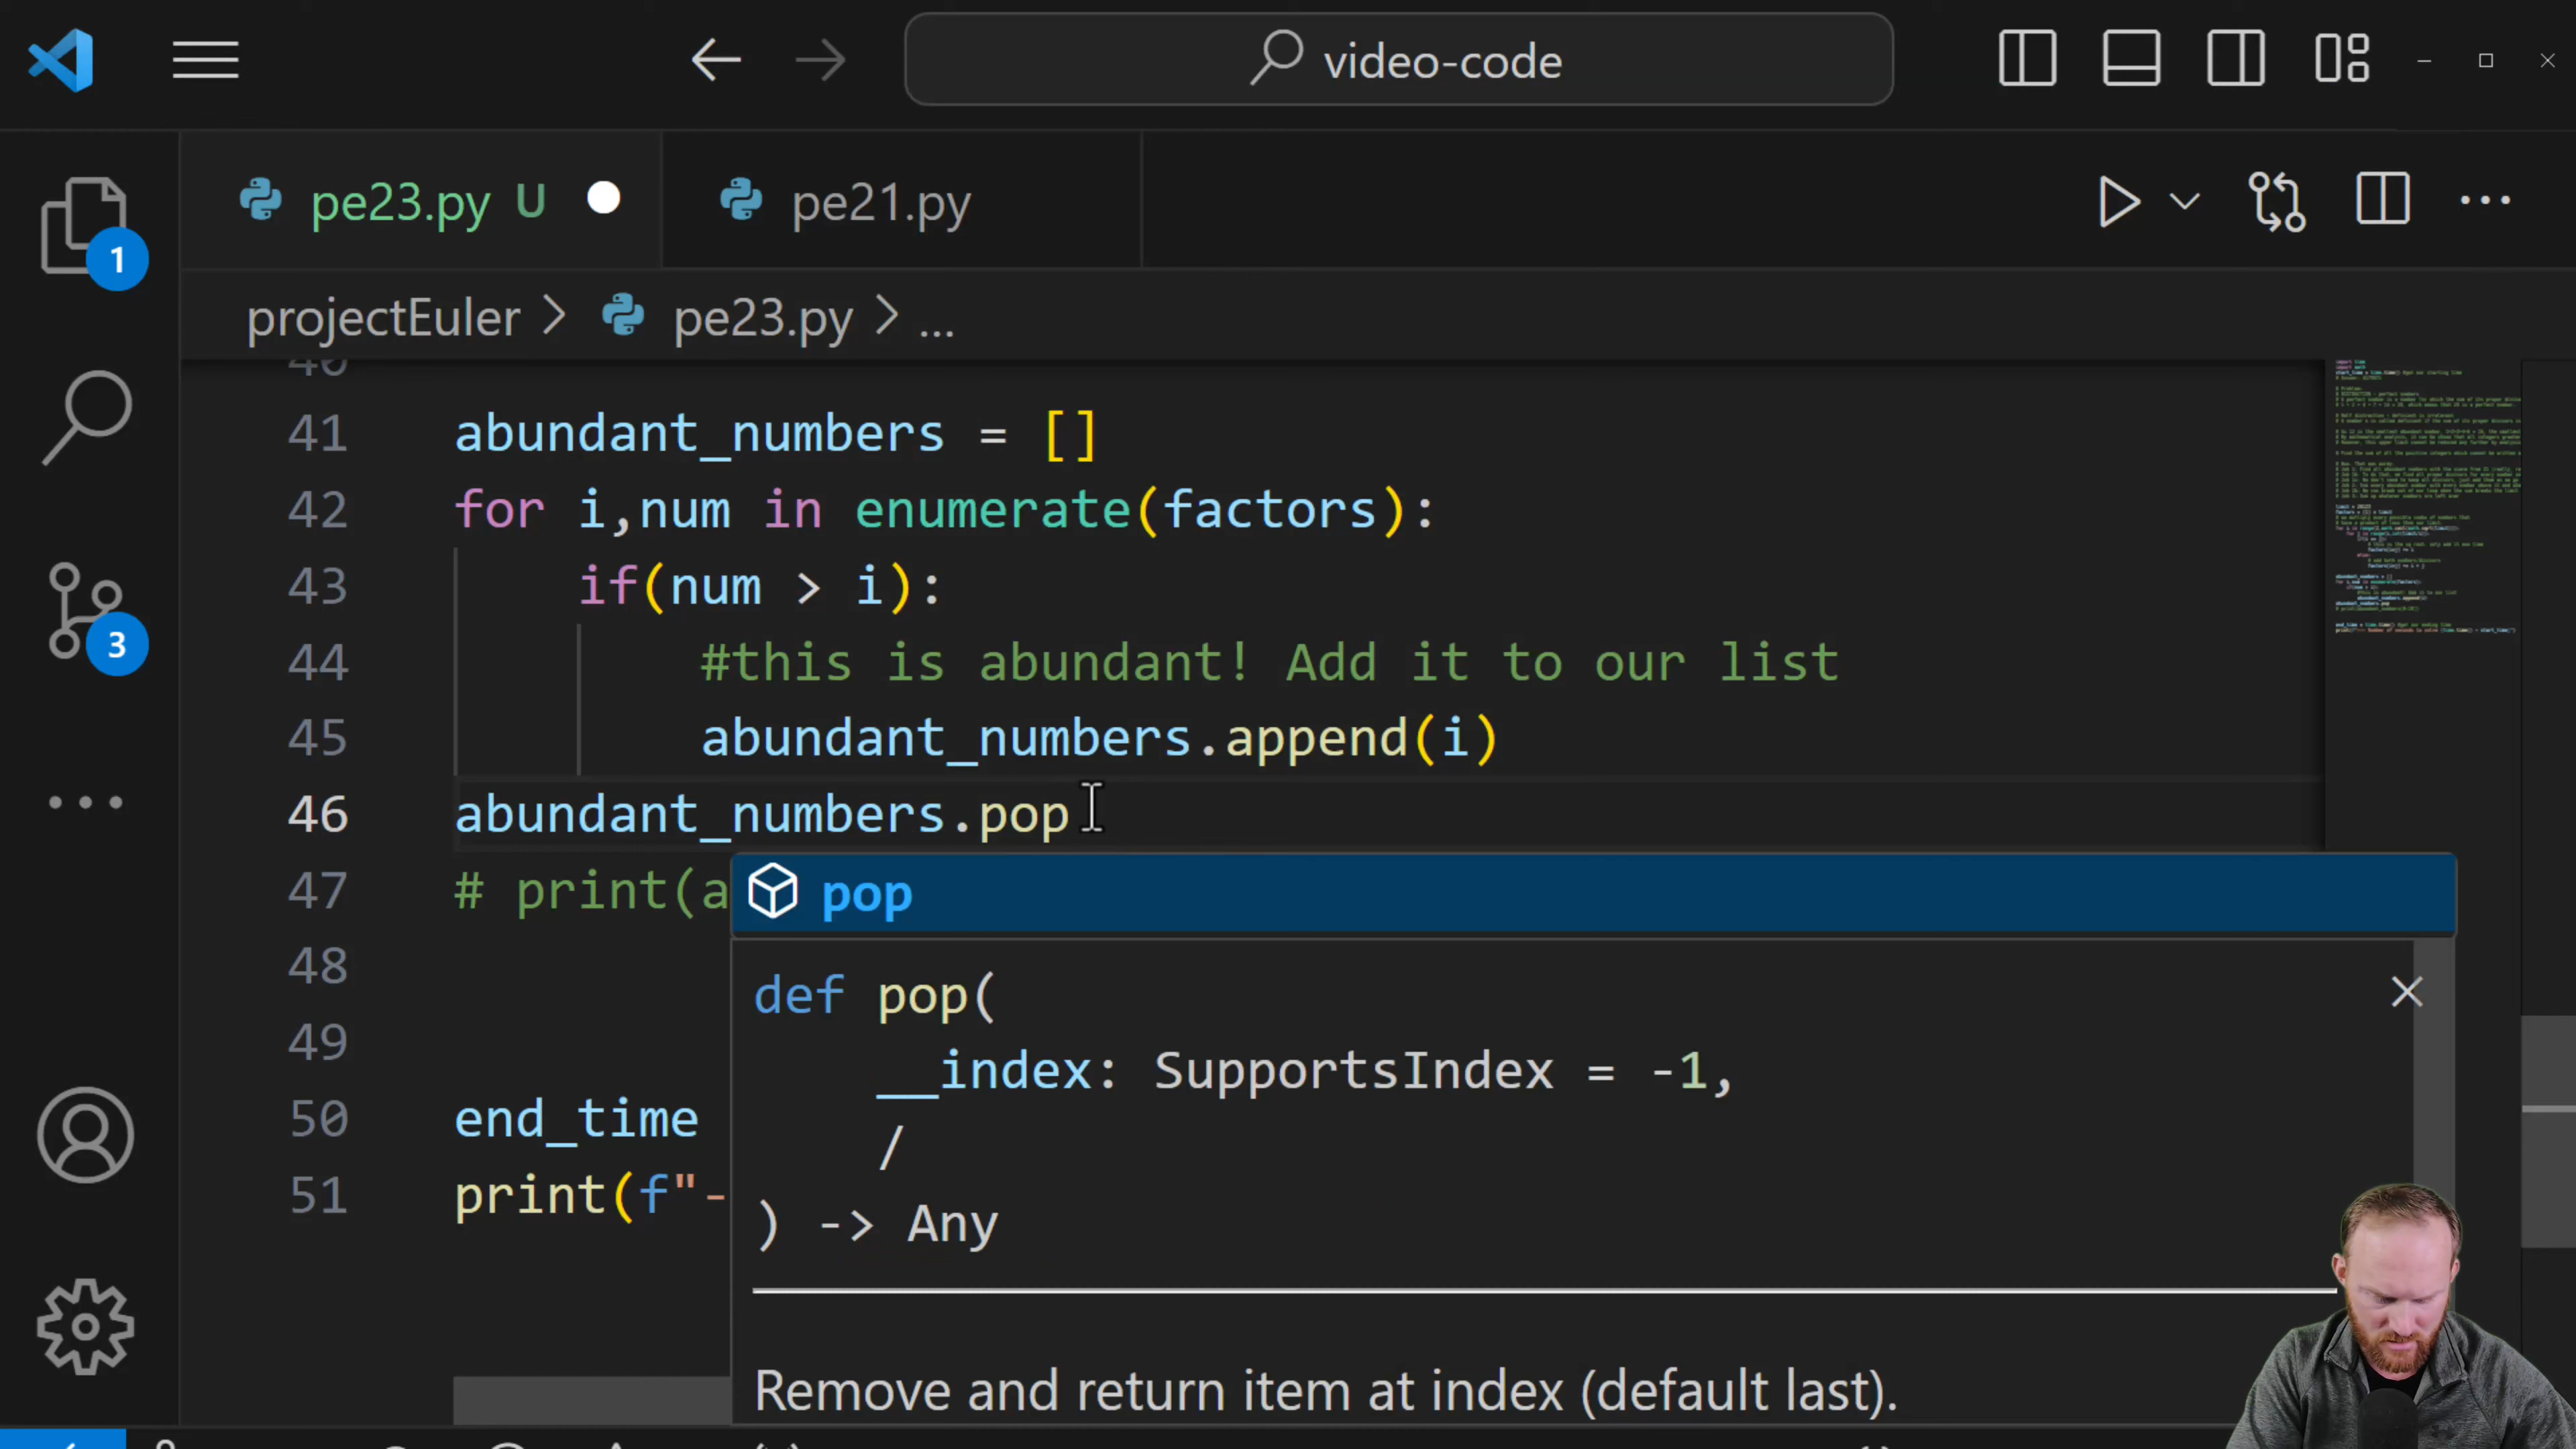 video-code
pe23.py U
pe21.py
1
projectEuler > pe23.py > ...
40
41 abundant_numbers = []
42 for i,num in enumerate(factors):
43 if(num > i):
44 #this is abundant! Add it to our list
45 abundant_numbers.append(i)
3
46 abundant_numbers.pop
47 # print(a
pop
48
def pop(
49
__index: SupportsIndex = -1,
50 end_time
/
51 print(f"-
) -> Any
Remove and return item at index (default last).